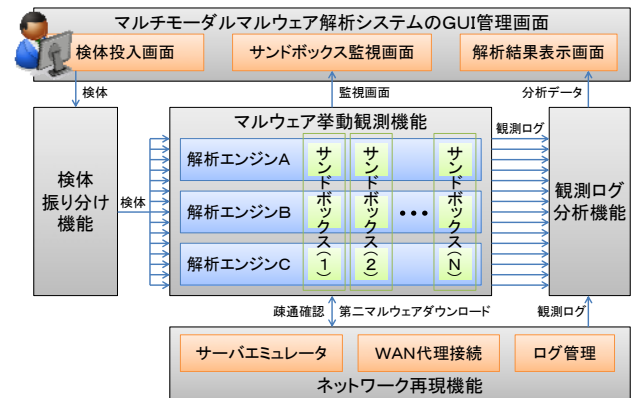 マルチモーダルマルウェア解析システムのGUI管理画面
検体投入画面
サンドボックス監視画面
解析結果表示画面
検体
監視画面
分析データ
検体
振り分け
機能
検体
マルウェア挙動観測機能
解析エンジンA
解析エンジンB
解析エンジンC
サンドボックス(1)
サンドボックス(2)
•••
サンドボックス(N)
観測ログ
観測ログ
分析機能
疎通確認
第二マルウェアダウンロード
観測ログ
サーバエミュレータ
WAN代理接続
ログ管理
ネットワーク再現機能